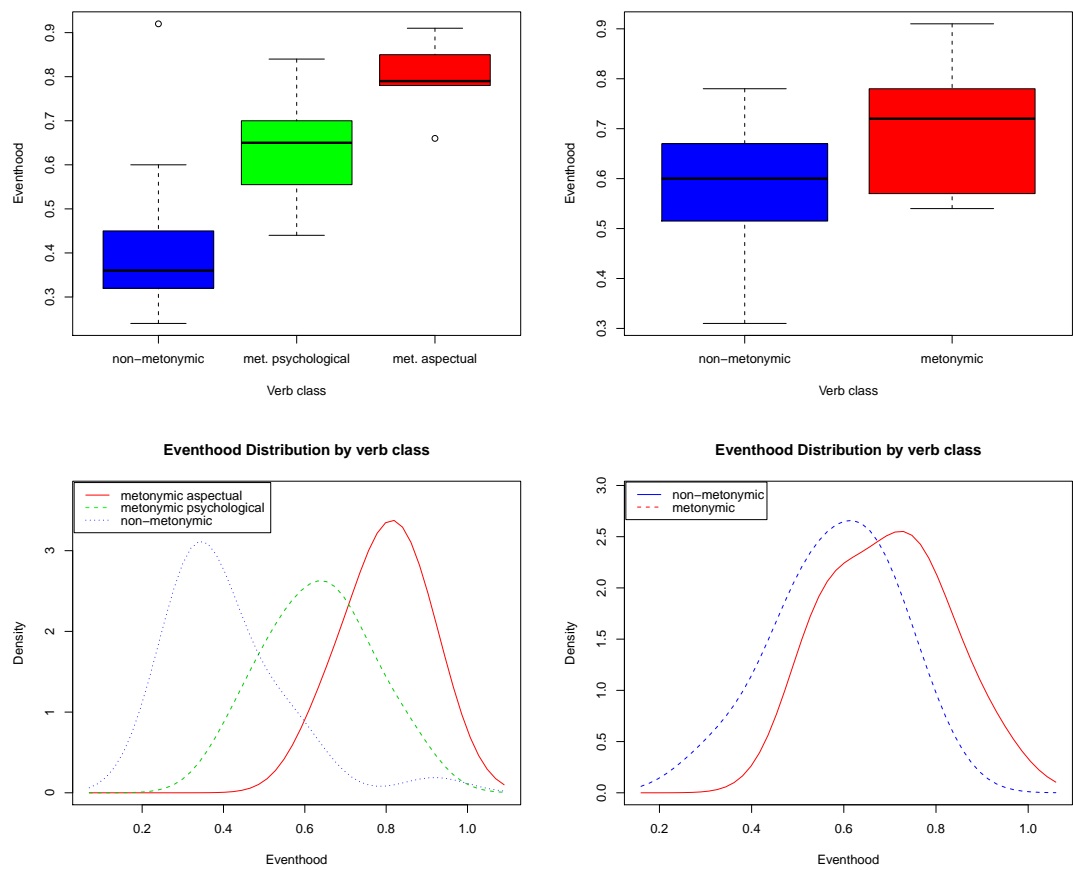 Eventhood
0.3 0.4 0.5 0.6 0.7 0.8 0.9
non−metonymic met. psychological met. aspectual
Verb class
Eventhood
0.3 0.4 0.5 0.6 0.7 0.8 0.9
non−metonymic metonymic
Verb class
Eventhood Distribution by verb class
metonymic aspectual
metonymic psychological
non−metonymic
Density
0 1 2 3
0.2 0.4 0.6 0.8 1.0
Eventhood
Eventhood Distribution by verb class
non−metonymic
metonymic
Density
0.0 0.5 1.0 1.5 2.0 2.5 3.0
0.2 0.4 0.6 0.8 1.0
Eventhood